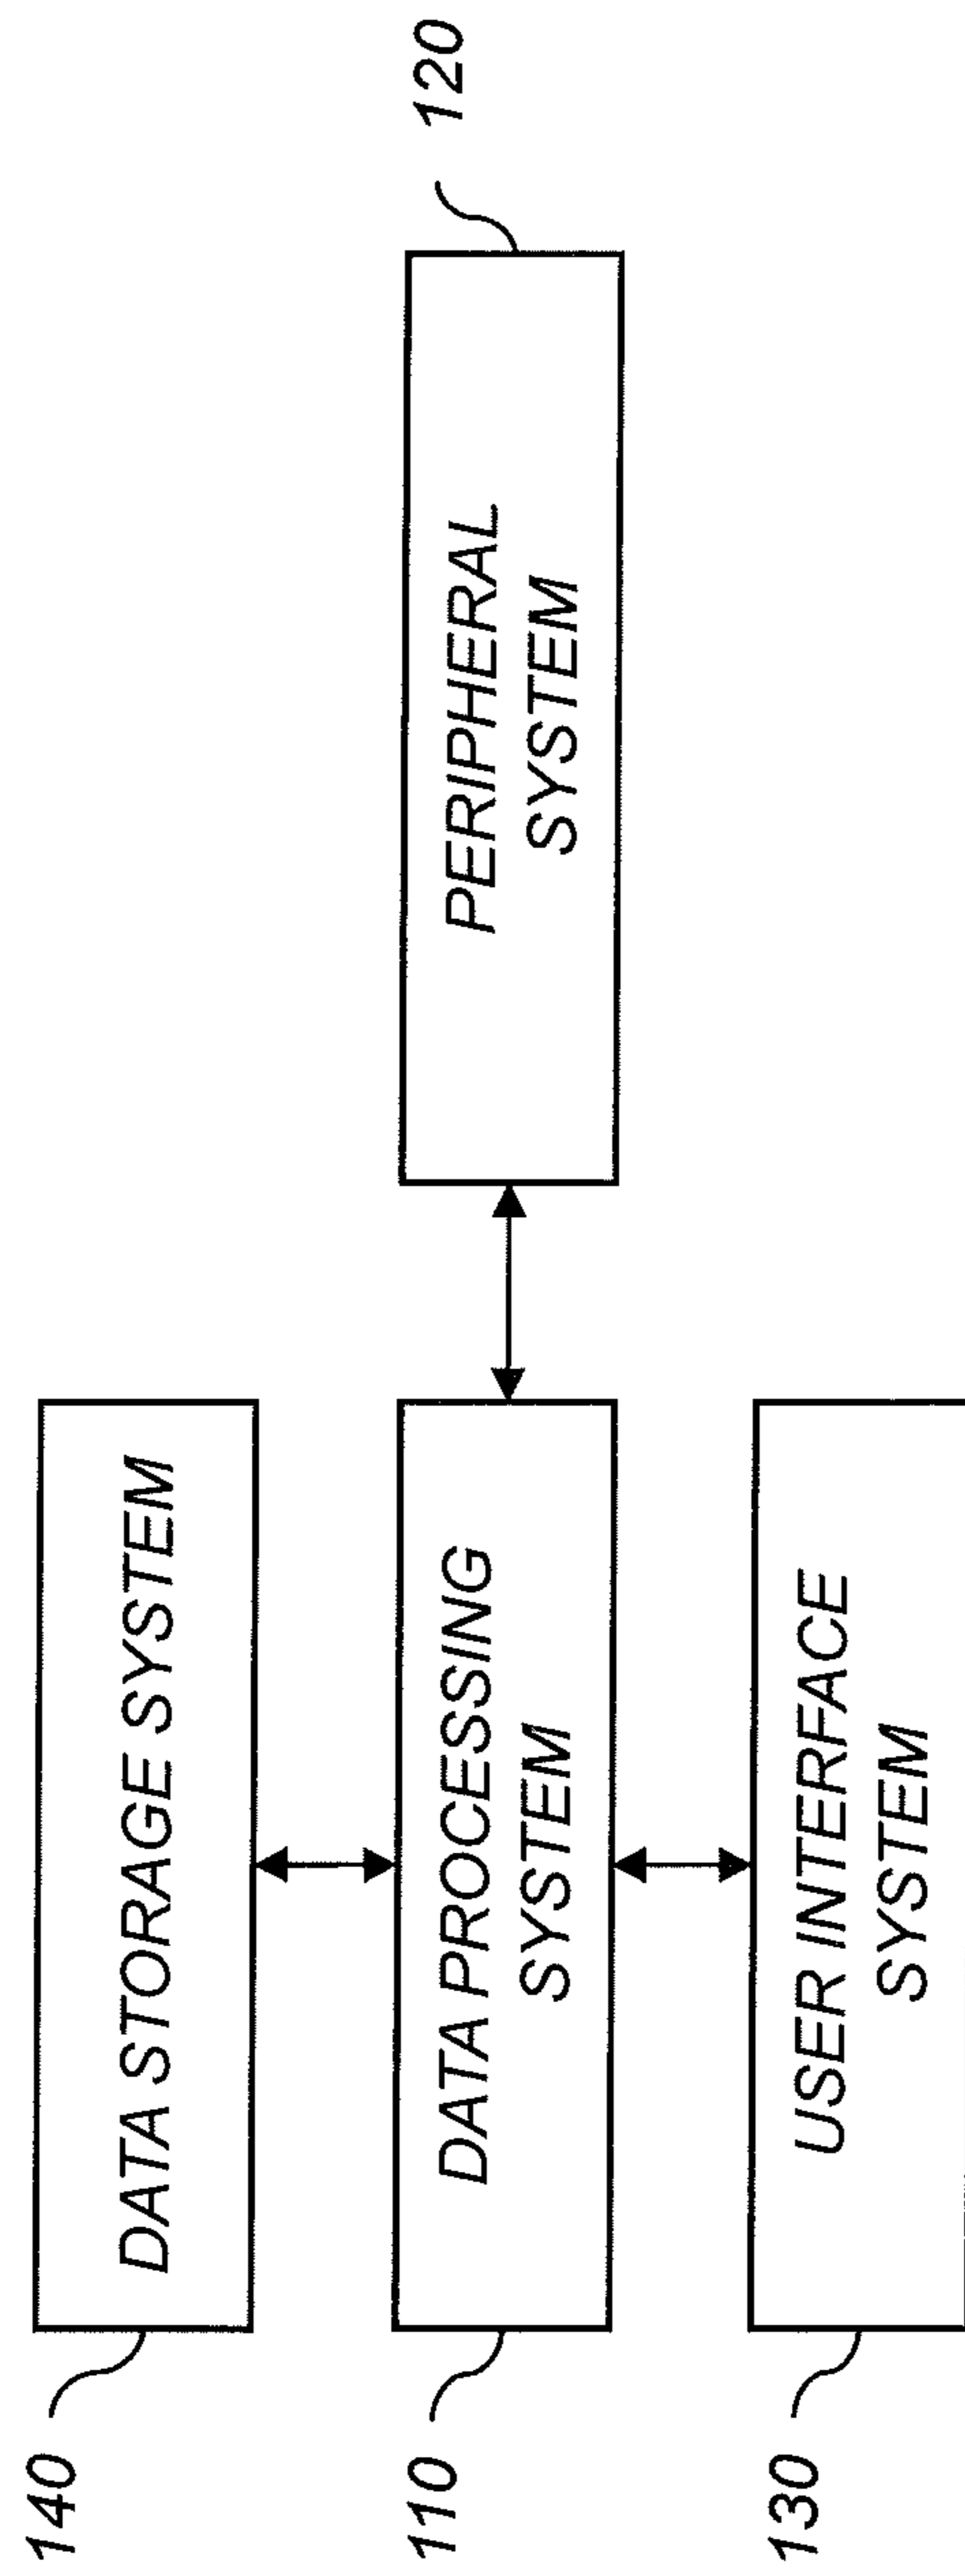 140
DATA STORAGE SYSTEM
110
DATA PROCESSING
SYSTEM
PERIPHERAL
SYSTEM
120
130
USER INTERFACE
SYSTEM